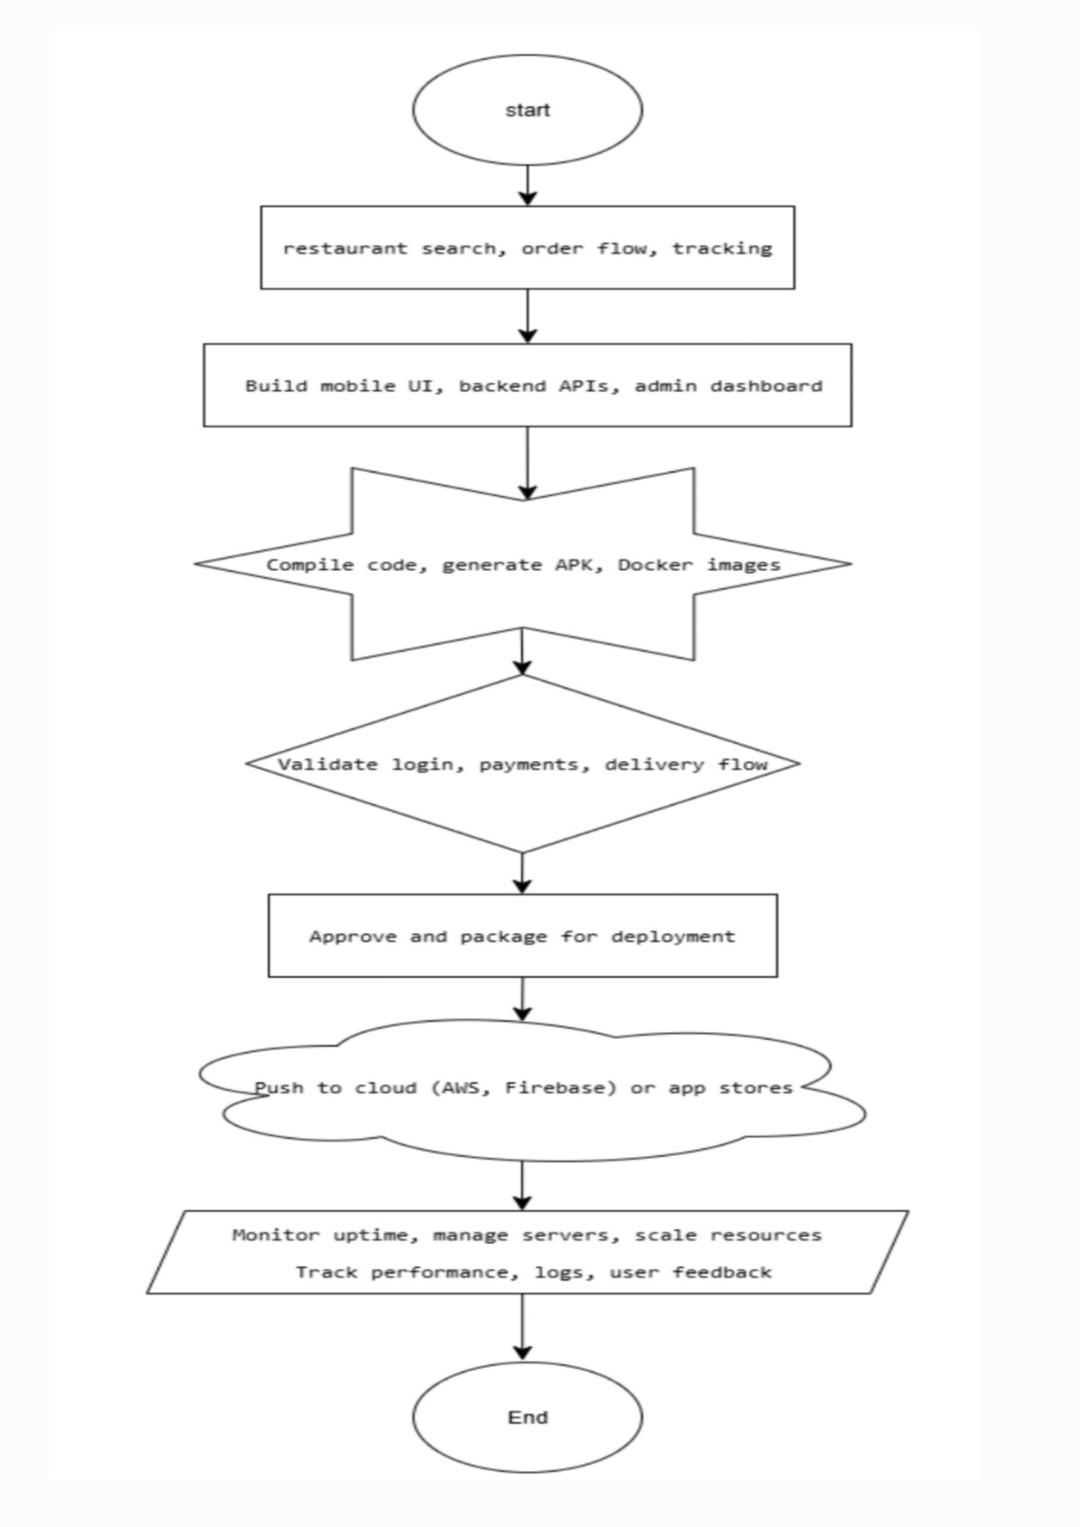 start
restaurant search, order flow, tracking
Build mobile UI, backend APIs, admin dashboard
Compile code, generate APK, Docker images
Validate login, payments, delivery flow
Approve and package for deployment
Push to cloud (AWS, Firebase) or app stores
Monitor uptime, manage servers, scale resources
Track performance, logs, user feedback
End